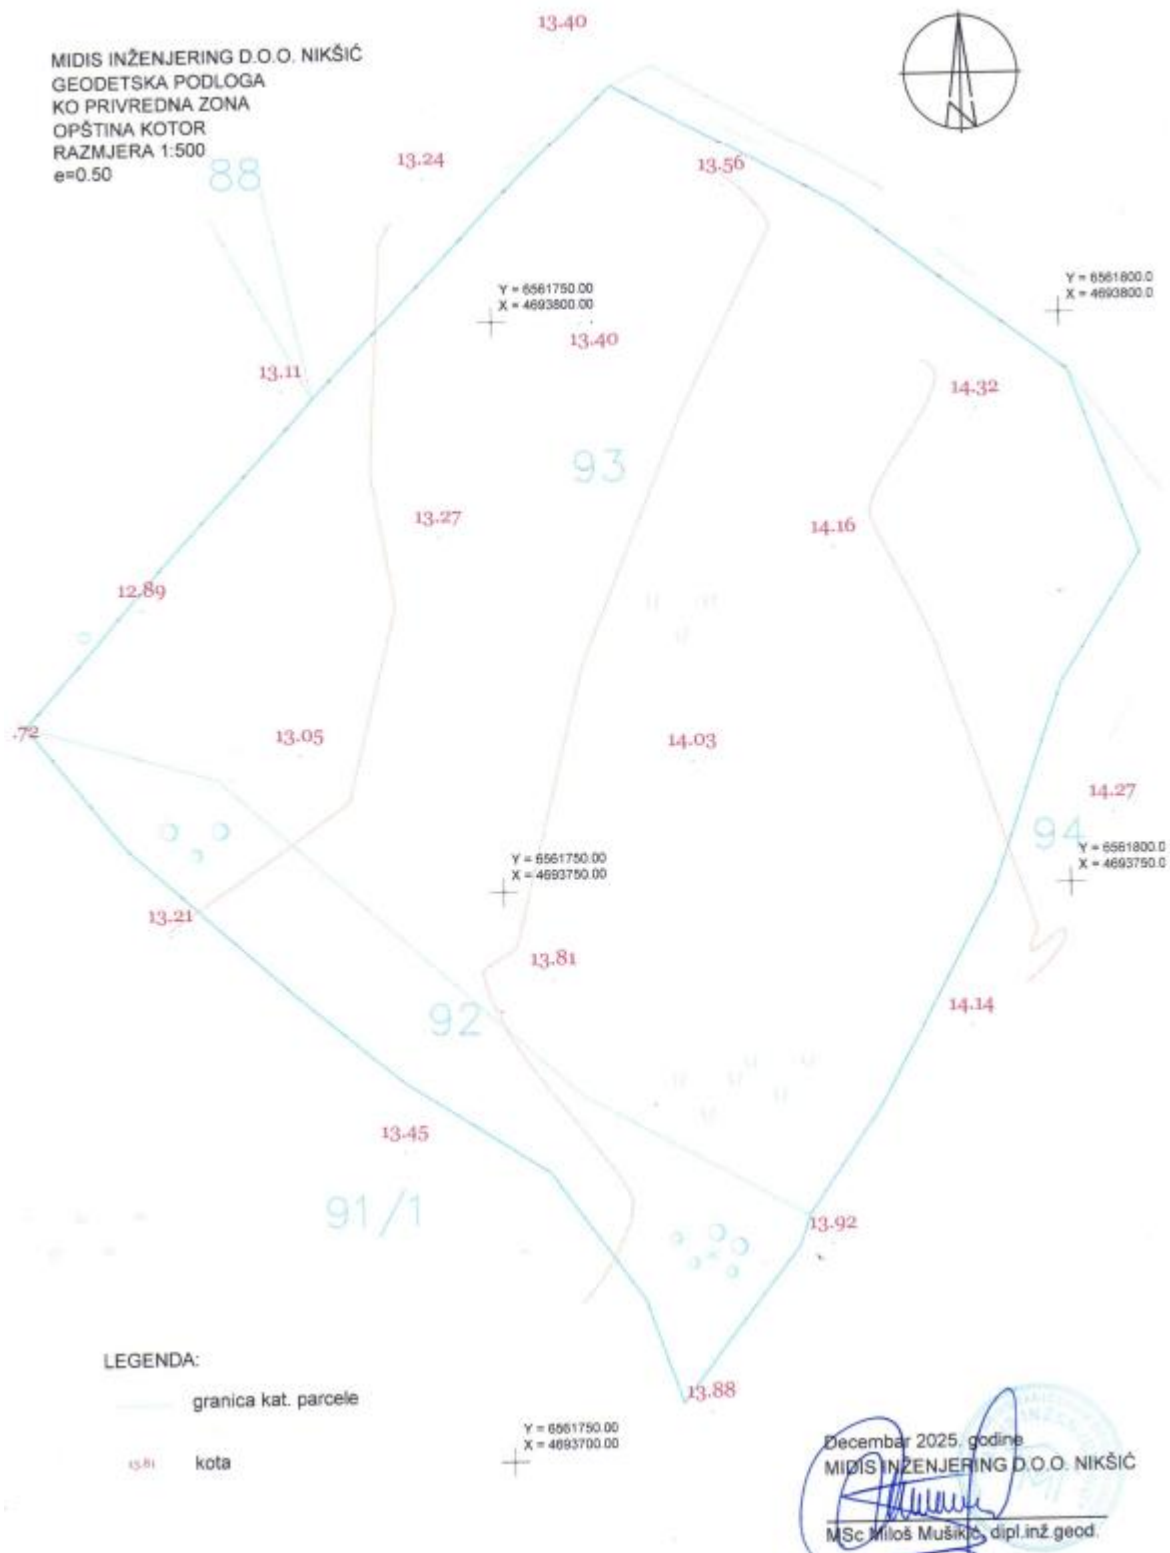 13.40
MIDIS INŽENJERING D.O.O. NIKŠIĆ
GEODETSKA PODLOGA
KO PRIVREDNA ZONA
OPŠTINA KOTOR
RAZMJERA 1:500
e=0.50
88
13.24
13.56
Y = 6561750.00
X = 4693800.00
Y = 6561800.0
X = 4693800.0
13.40
13.11
14.32
93
13.27
14.16
12.89
.72
13.05
14.03
14.27
94
Y = 6561800.0
X = 4693750.0
Y = 6561750.00
X = 4693750.00
13.21
13.81
92
14.14
13.45
91/1
13.92
LEGENDA:
granica kat. parcele
13.88
13.81 kota
Y = 6561750.00
X = 4693700.00
Decembar 2025. godine
MIDIS INŽENJERING D.O.O. NIKŠIĆ
MSc Miloš Mušikić, dipl.inž.geod.